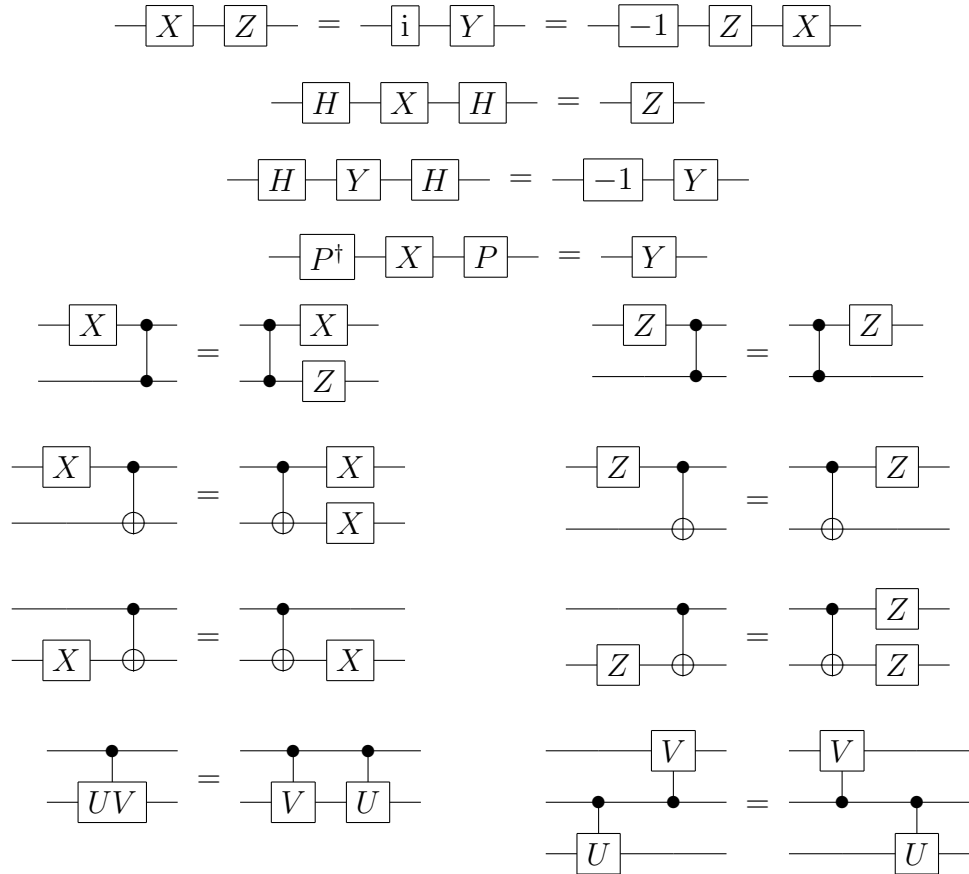 X Z = i Y = −1 Z X
H X H = Z
H Y H = −1 Y
P† X P = Y
X = X Z
Z = Z
X = X X
Z = Z
X = X
Z = Z Z
UV = V U
V U = V U